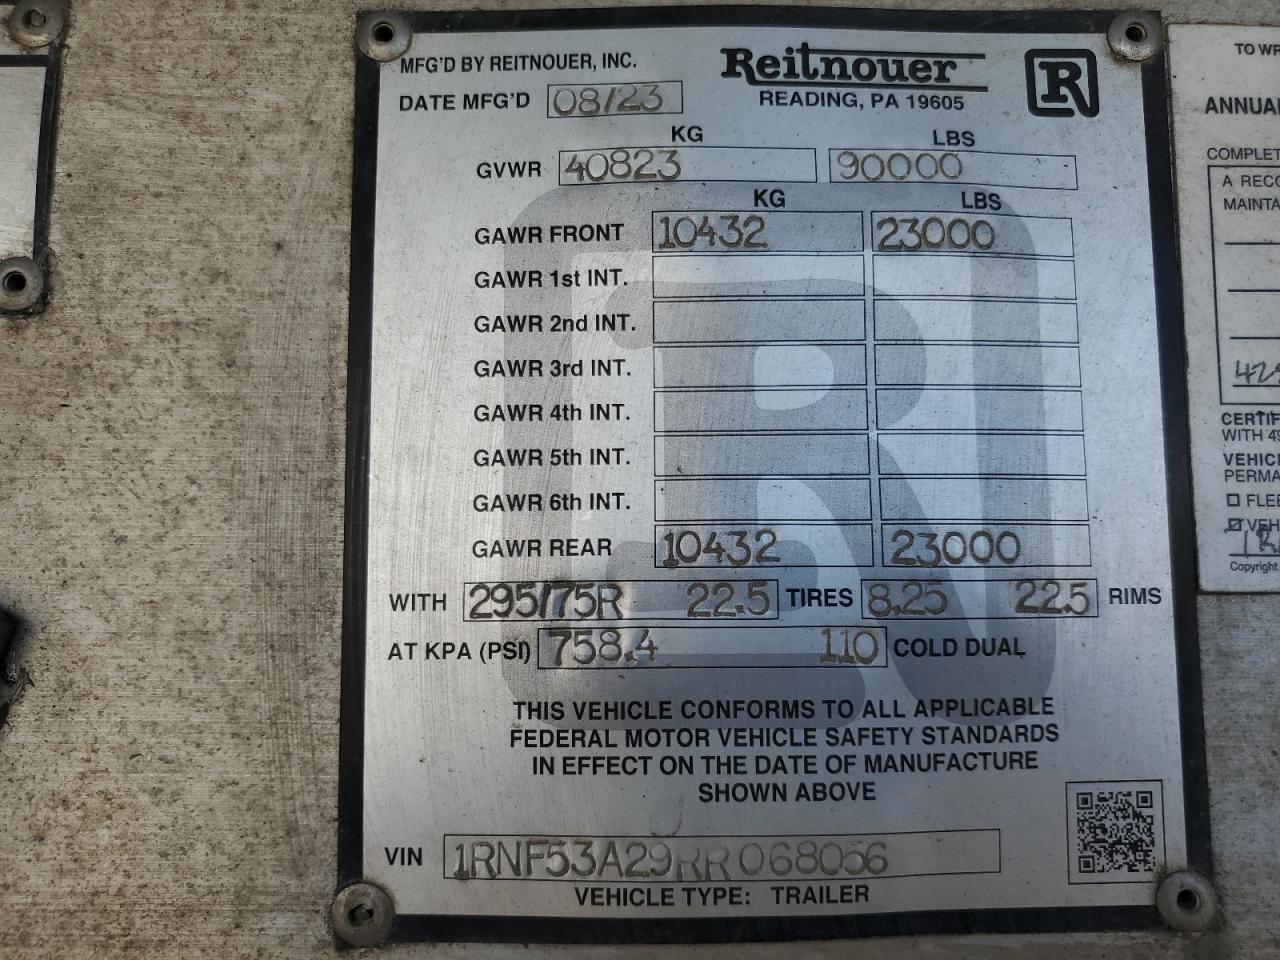 MFG'D BY REITNOUER, INC.
Reitnouer
R
DATE MFG'D 08/23
READING, PA 19605
KG LBS
GVWR 40823 90000
KG LBS
GAWR FRONT 10432 23000
GAWR 1st INT.
GAWR 2nd INT.
GAWR 3rd INT.
GAWR 4th INT.
GAWR 5th INT.
GAWR 6th INT.
GAWR REAR 10432 23000
WITH 295/75R 22.5 TIRES 8.25 22.5 RIMS
AT KPA (PSI) 758.4 110 COLD DUAL
THIS VEHICLE CONFORMS TO ALL APPLICABLE
FEDERAL MOTOR VEHICLE SAFETY STANDARDS
IN EFFECT ON THE DATE OF MANUFACTURE
SHOWN ABOVE
VIN 1RNF53A29RR068056
VEHICLE TYPE: TRAILER
TO WR
ANNUAL
COMPLET
A RECO
MAINTA
CERTIF
WITH 49
VEHICL
PERMA
FLEE
VEH
Copyright